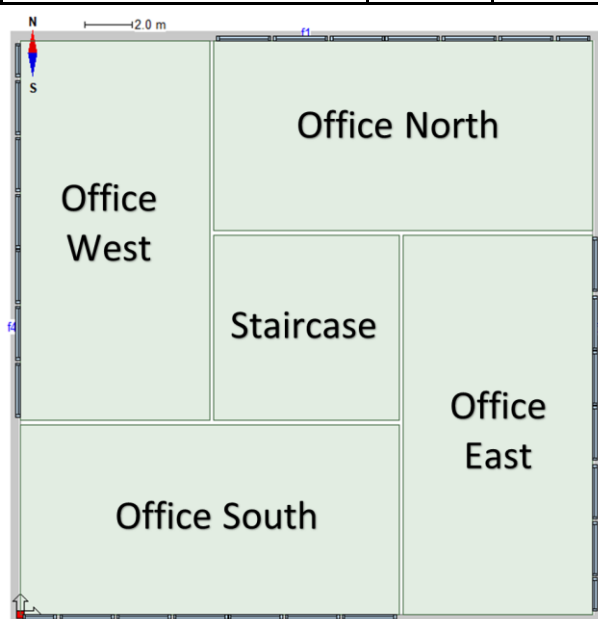 N
2.0 m
f1
S
Office North
Office
West
Staircase
f4
Office
East
Office South